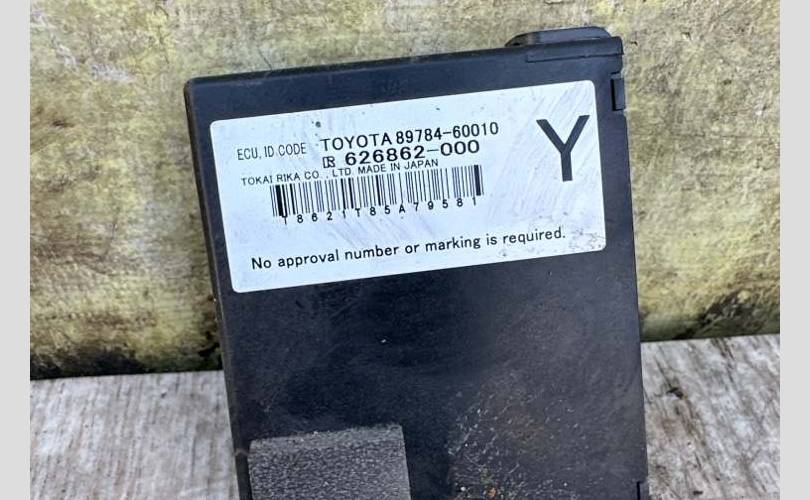 ECU, ID CODE TOYOTA 89784-60010
626862-000
TOKAI RIKA CO., LTD. MADE IN JAPAN
Y8621T85A79581
No approval number or marking is required.
Y